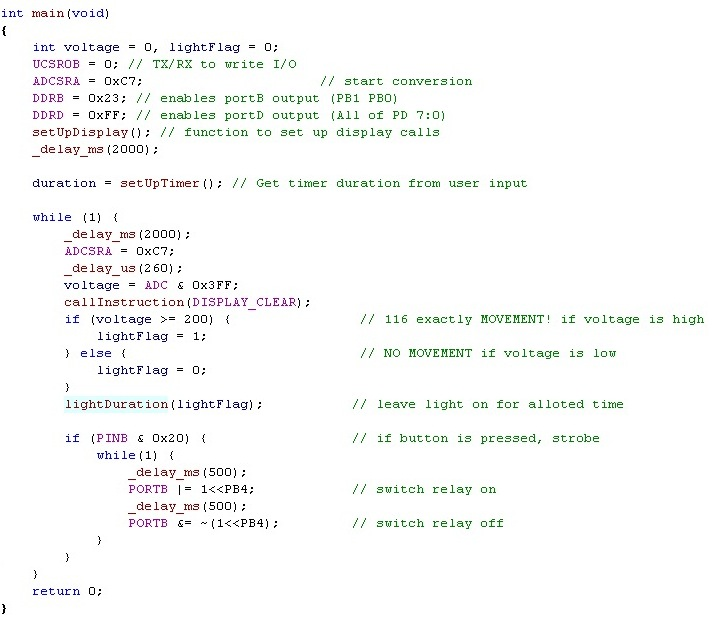 int main(void)
{
    int voltage = 0, lightFlag = 0;
    UCSR0B = 0; // TX/RX to write I/O
    ADCSRA = 0xC7;                      // start conversion
    DDRB = 0x23; // enables portB output (PB1 PB0)
    DDRD = 0xFF; // enables portD output (All of PD 7:0)
    setUpDisplay(); // function to set up display calls
    _delay_ms(2000);

    duration = setUpTimer(); // Get timer duration from user input

    while (1) {
        _delay_ms(2000);
        ADCSRA = 0xC7;
        _delay_us(260);
        voltage = ADC & 0x3FF;
        callInstruction(DISPLAY_CLEAR);
        if (voltage >= 200) {                // 116 exactly MOVEMENT! if voltage is high
            lightFlag = 1;
        } else {                             // NO MOVEMENT if voltage is low
            lightFlag = 0;
        }
        lightDuration(lightFlag);           // leave light on for alloted time

        if (PINB & 0x20) {                  // if button is pressed, strobe
            while(1) {
                _delay_ms(500);
                PORTB |= 1<<PB4;            // switch relay on
                _delay_ms(500);
                PORTB &= ~(1<<PB4);         // switch relay off
            }
        }
    }
    return 0;
}